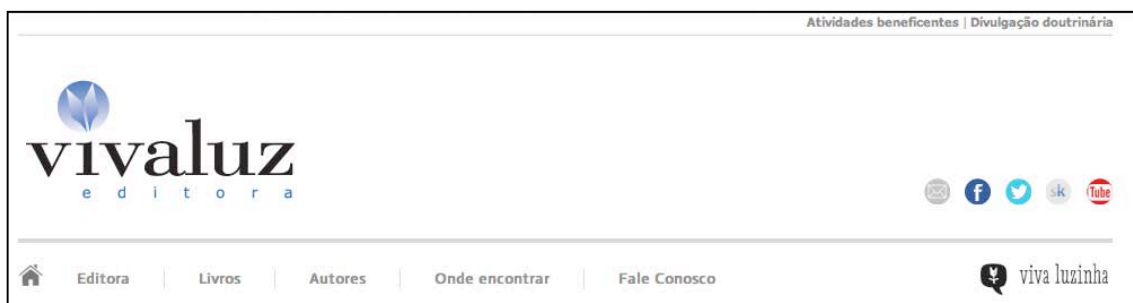 Atividades beneficentes | Divulgação doutrinária
vivaluz
editora
f sk Tube
Editora Livros Autores Onde encontrar Fale Conosco viva luzinha